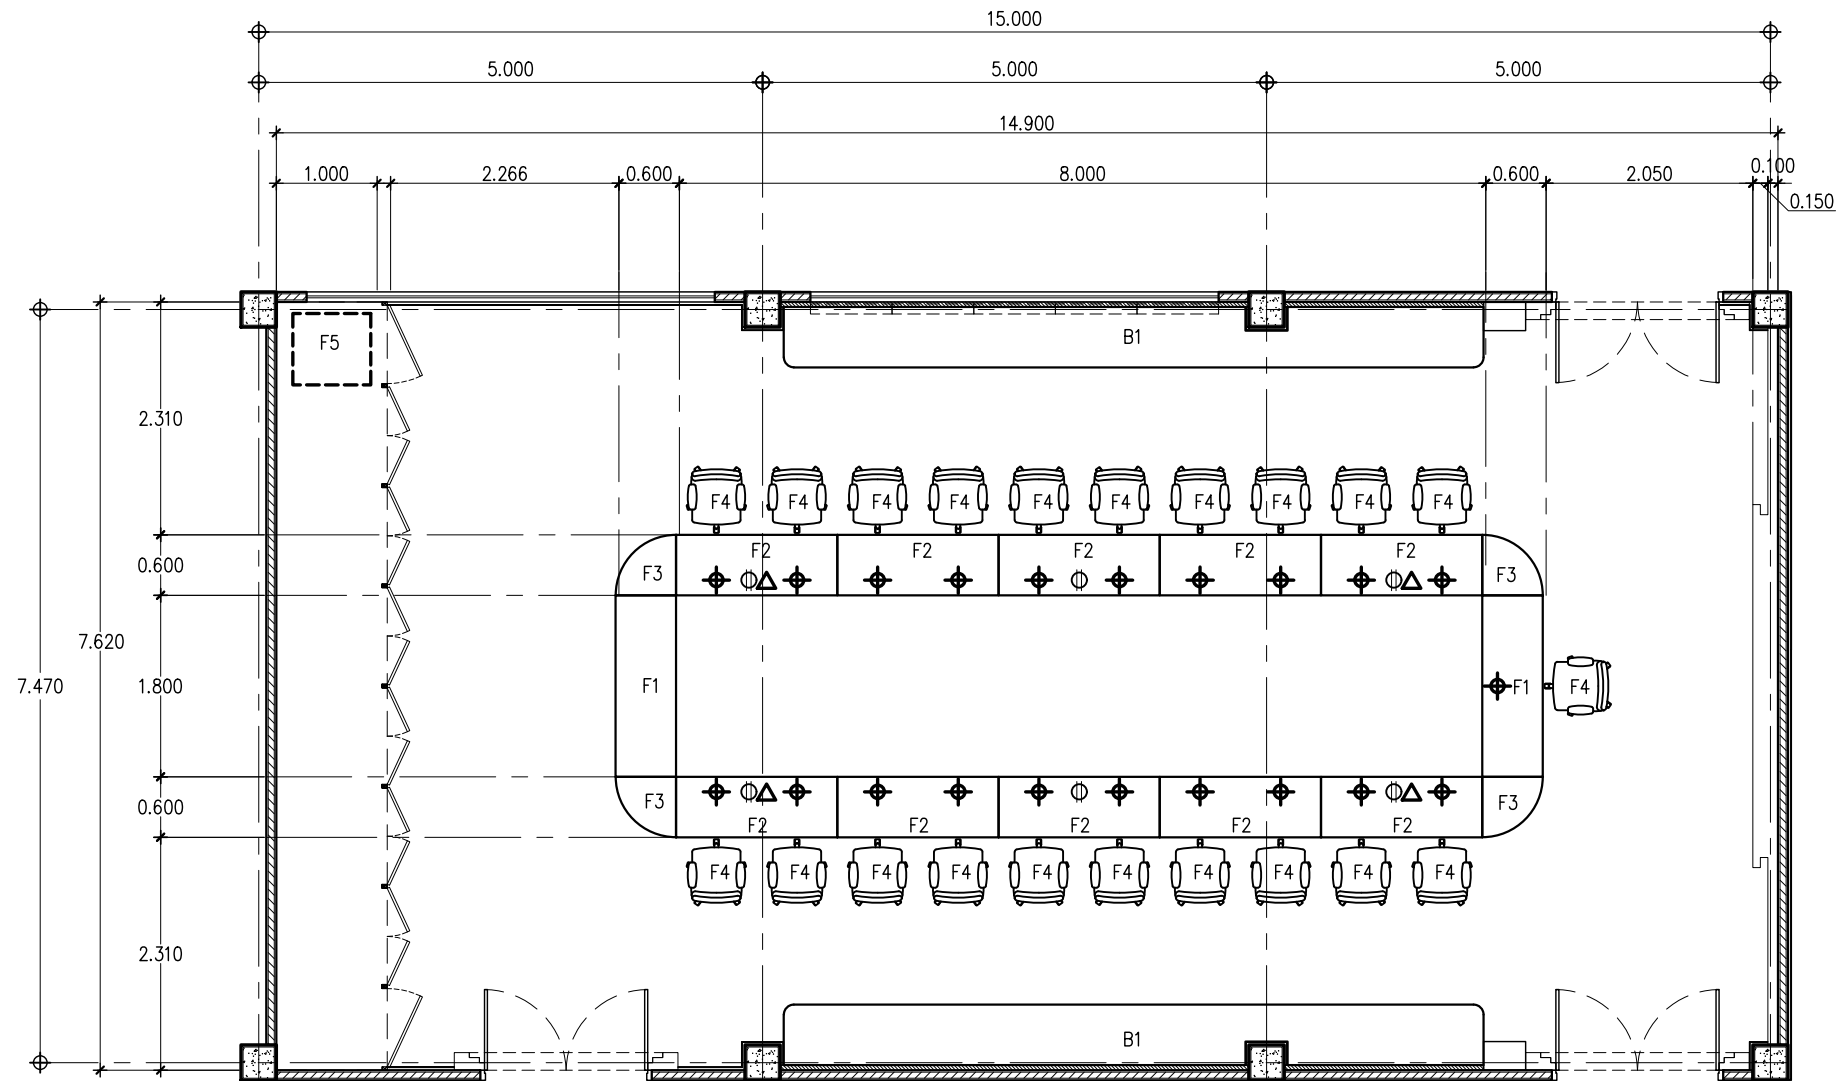 15.000
5.000 5.000 5.000
14.900
1.000 2.266 0.600 8.000 0.600 2.050 0.100
0.150
F5
B1
2.310
F4 F4 F4 F4 F4 F4 F4 F4 F4 F4
F2 F2 F2 F2 F2
0.600
F3 F3
7.620
7.470
1.800
F1 F1 F4
0.600
F3 F3
F2 F2 F2 F2 F2
F4 F4 F4 F4 F4 F4 F4 F4 F4 F4
2.310
B1